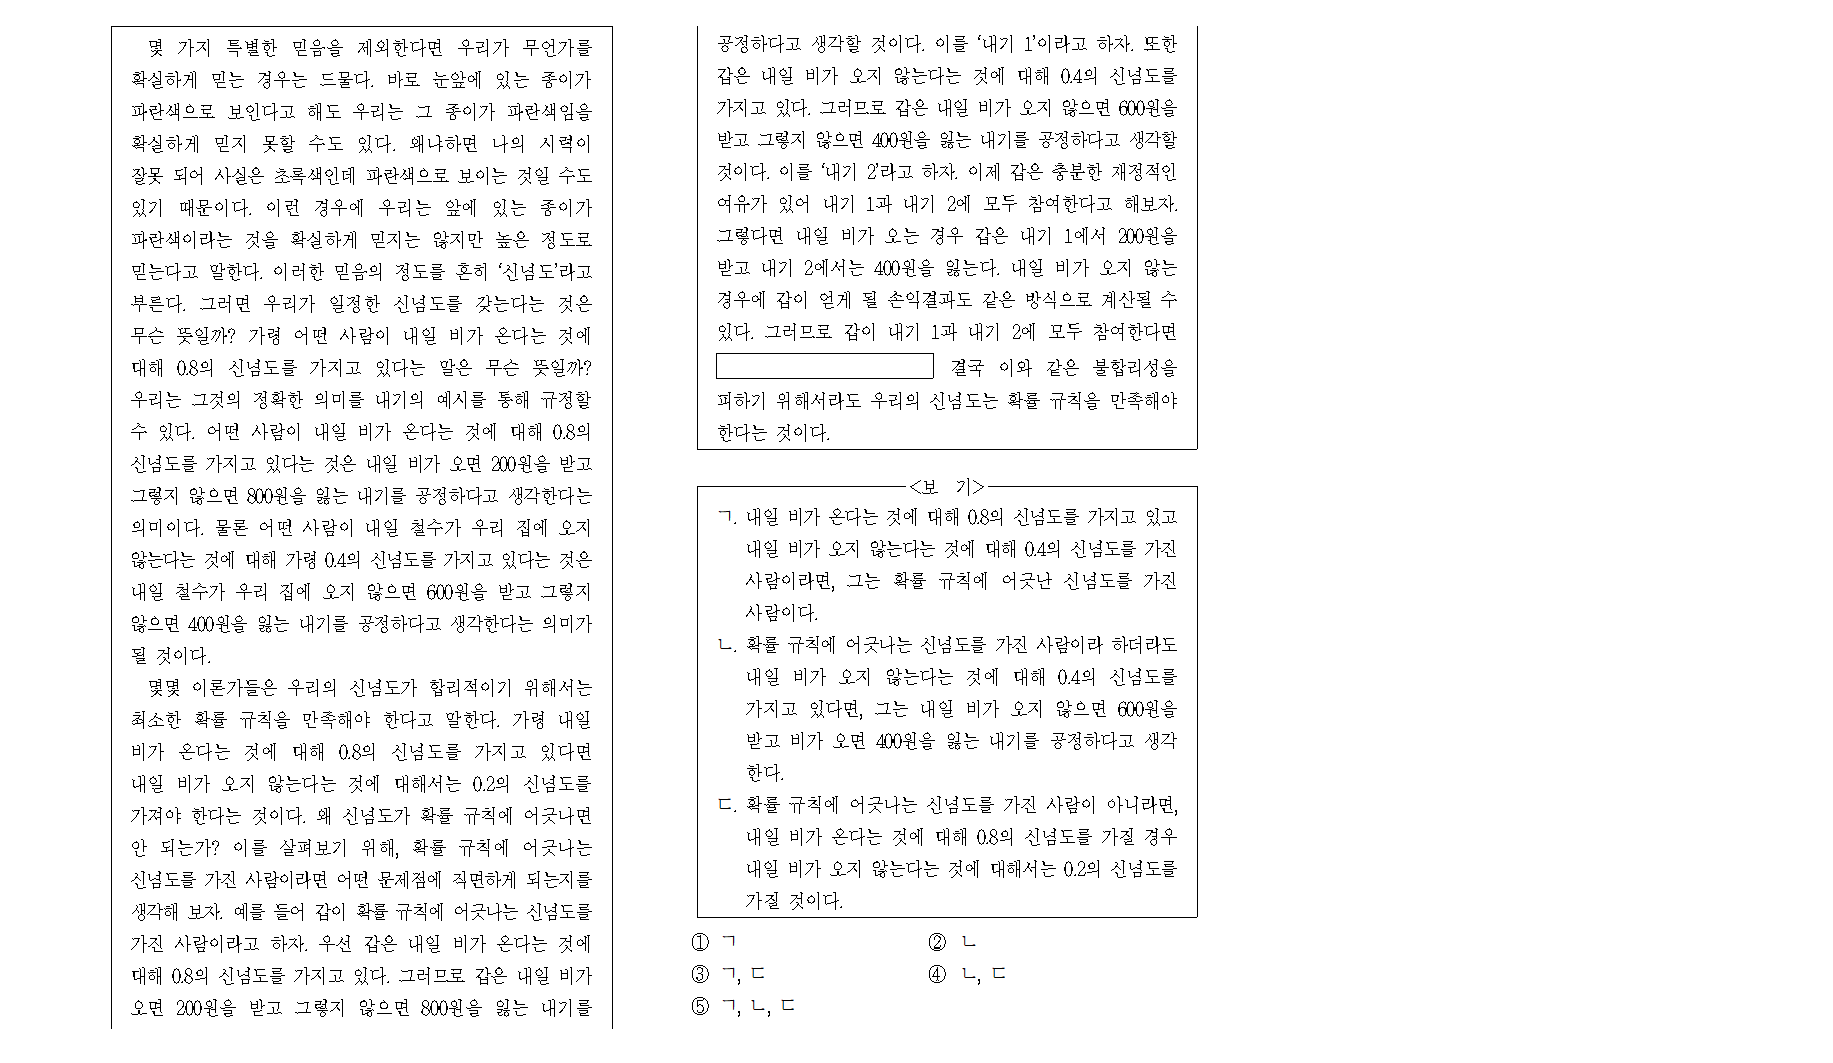 몇 가지 특별한 믿음을 제외한다면 우리가 무언가를
확실하게 믿는 경우는 드물다. 바로 눈앞에 있는 종이가
파란색으로 보인다고 해도 우리는 그 종이가 파란색임을
확실하게 믿지 못할 수도 있다. 왜냐하면 나의 시력이
잘못 되어 사실은 초록색인데 파란색으로 보이는 것일 수도
있기 때문이다. 이런 경우에 우리는 앞에 있는 종이가
파란색이라는 것을 확실하게 믿지는 않지만 높은 정도로
믿는다고 말한다. 이러한 믿음의 정도를 흔히 ‘신념도’라고
부른다. 그러면 우리가 일정한 신념도를 갖는다는 것은
무슨 뜻일까? 가령 어떤 사람이 내일 비가 온다는 것에
대해 0.8의 신념도를 가지고 있다는 말은 무슨 뜻일까?
우리는 그것의 정확한 의미를 내기의 예시를 통해 규정할
수 있다. 어떤 사람이 내일 비가 온다는 것에 대해 0.8의
신념도를 가지고 있다는 것은 내일 비가 오면 200원을 받고
그렇지 않으면 800원을 잃는 내기를 공정하다고 생각한다는
의미이다. 물론 어떤 사람이 내일 철수가 우리 집에 오지
않는다는 것에 대해 가령 0.4의 신념도를 가지고 있다는 것은
내일 철수가 우리 집에 오지 않으면 600원을 받고 그렇지
않으면 400원을 잃는 내기를 공정하다고 생각한다는 의미가
될 것이다.
몇몇 이론가들은 우리의 신념도가 합리적이기 위해서는
최소한 확률 규칙을 만족해야 한다고 말한다. 가령 내일
비가 온다는 것에 대해 0.8의 신념도를 가지고 있다면
내일 비가 오지 않는다는 것에 대해서는 0.2의 신념도를
가져야 한다는 것이다. 왜 신념도가 확률 규칙에 어긋나면
안 되는가? 이를 살펴보기 위해, 확률 규칙에 어긋나는
신념도를 가진 사람이라면 어떤 문제점에 직면하게 되는지를
생각해 보자. 예를 들어 갑이 확률 규칙에 어긋나는 신념도를
가진 사람이라고 하자. 우선 갑은 내일 비가 온다는 것에
대해 0.8의 신념도를 가지고 있다. 그러므로 갑은 내일 비가
오면 200원을 받고 그렇지 않으면 800원을 잃는 내기를
공정하다고 생각할 것이다. 이를 ‘내기 1’이라고 하자. 또한
갑은 내일 비가 오지 않는다는 것에 대해 0.4의 신념도를
가지고 있다. 그러므로 갑은 내일 비가 오지 않으면 600원을
받고 그렇지 않으면 400원을 잃는 내기를 공정하다고 생각할
것이다. 이를 ‘내기 2’라고 하자. 이제 갑은 충분한 재정적인
여유가 있어 내기 1과 내기 2에 모두 참여한다고 해보자.
그렇다면 내일 비가 오는 경우 갑은 내기 1에서 200원을
받고 내기 2에서는 400원을 잃는다. 내일 비가 오지 않는
경우에 갑이 얻게 될 손익결과도 같은 방식으로 계산될 수
있다. 그러므로 갑이 내기 1과 내기 2에 모두 참여한다면
결국 이와 같은 불합리성을
피하기 위해서라도 우리의 신념도는 확률 규칙을 만족해야
한다는 것이다.
<보 기>
ㄱ. 내일 비가 온다는 것에 대해 0.8의 신념도를 가지고 있고
내일 비가 오지 않는다는 것에 대해 0.4의 신념도를 가진
사람이라면, 그는 확률 규칙에 어긋난 신념도를 가진
사람이다.
ㄴ. 확률 규칙에 어긋나는 신념도를 가진 사람이라 하더라도
내일 비가 오지 않는다는 것에 대해 0.4의 신념도를
가지고 있다면, 그는 내일 비가 오지 않으면 600원을
받고 비가 오면 400원을 잃는 내기를 공정하다고 생각
한다.
ㄷ. 확률 규칙에 어긋나는 신념도를 가진 사람이 아니라면,
내일 비가 온다는 것에 대해 0.8의 신념도를 가질 경우
내일 비가 오지 않는다는 것에 대해서는 0.2의 신념도를
가질 것이다.
① ㄱ ② ㄴ
③ ㄱ, ㄷ ④ ㄴ, ㄷ
⑤ ㄱ, ㄴ, ㄷ